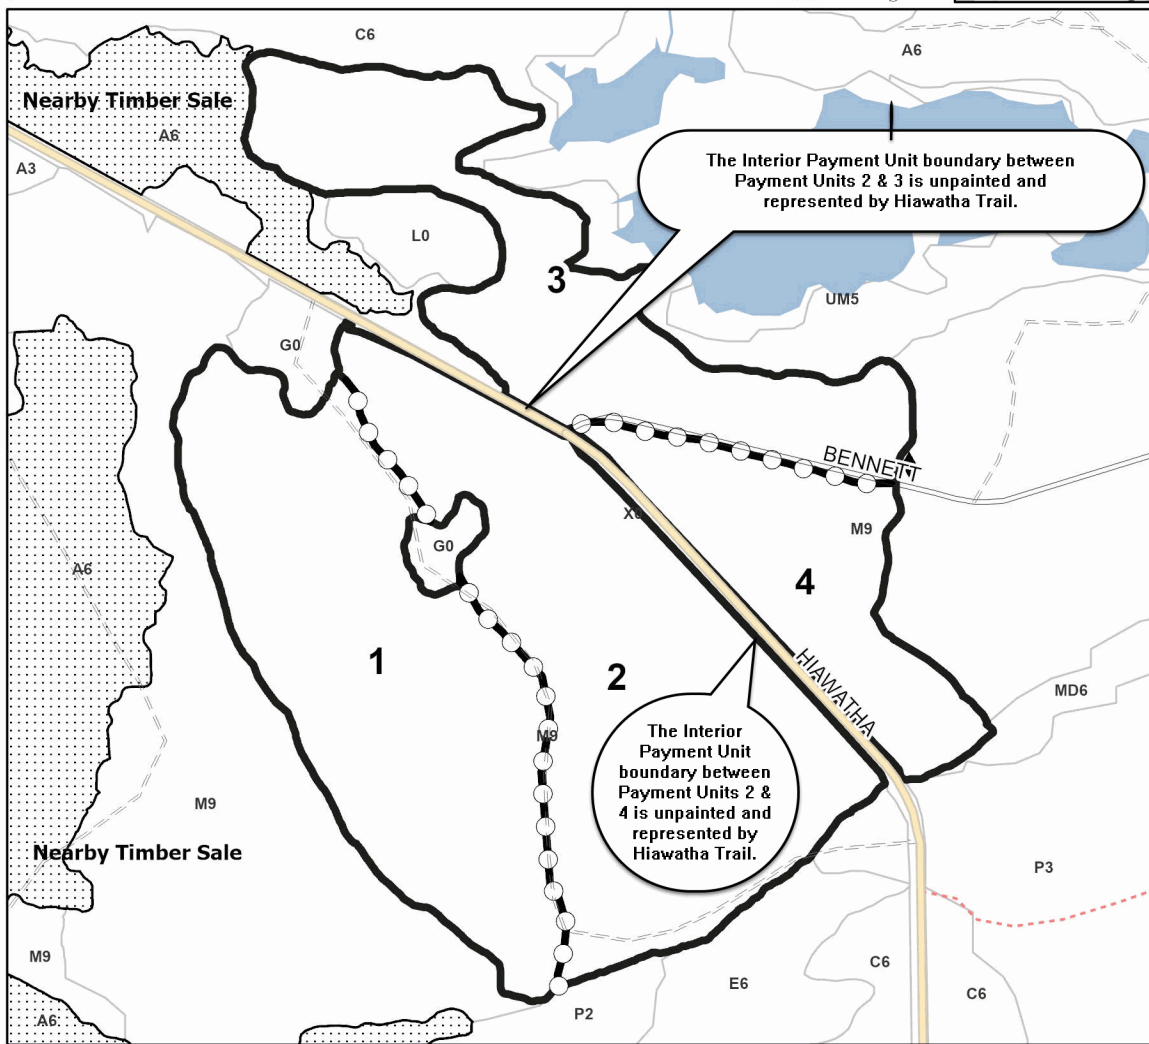 C6
A6
Nearby Timber Sale
A6
A3
The Interior Payment Unit boundary between
Payment Units 2 & 3 is unpainted and
represented by Hiawatha Trail.
L0
3
UM5
G0
BENNETT
M9
G0
A6
4
1
2
HIAWATHA
MD6
M9
The Interior
Payment Unit
boundary between
Payment Units 2 &
4 is unpainted and
represented by
Hiawatha Trail.
M9
Nearby Timber Sale
P3
M9
C6
E6
C6
P2
A6